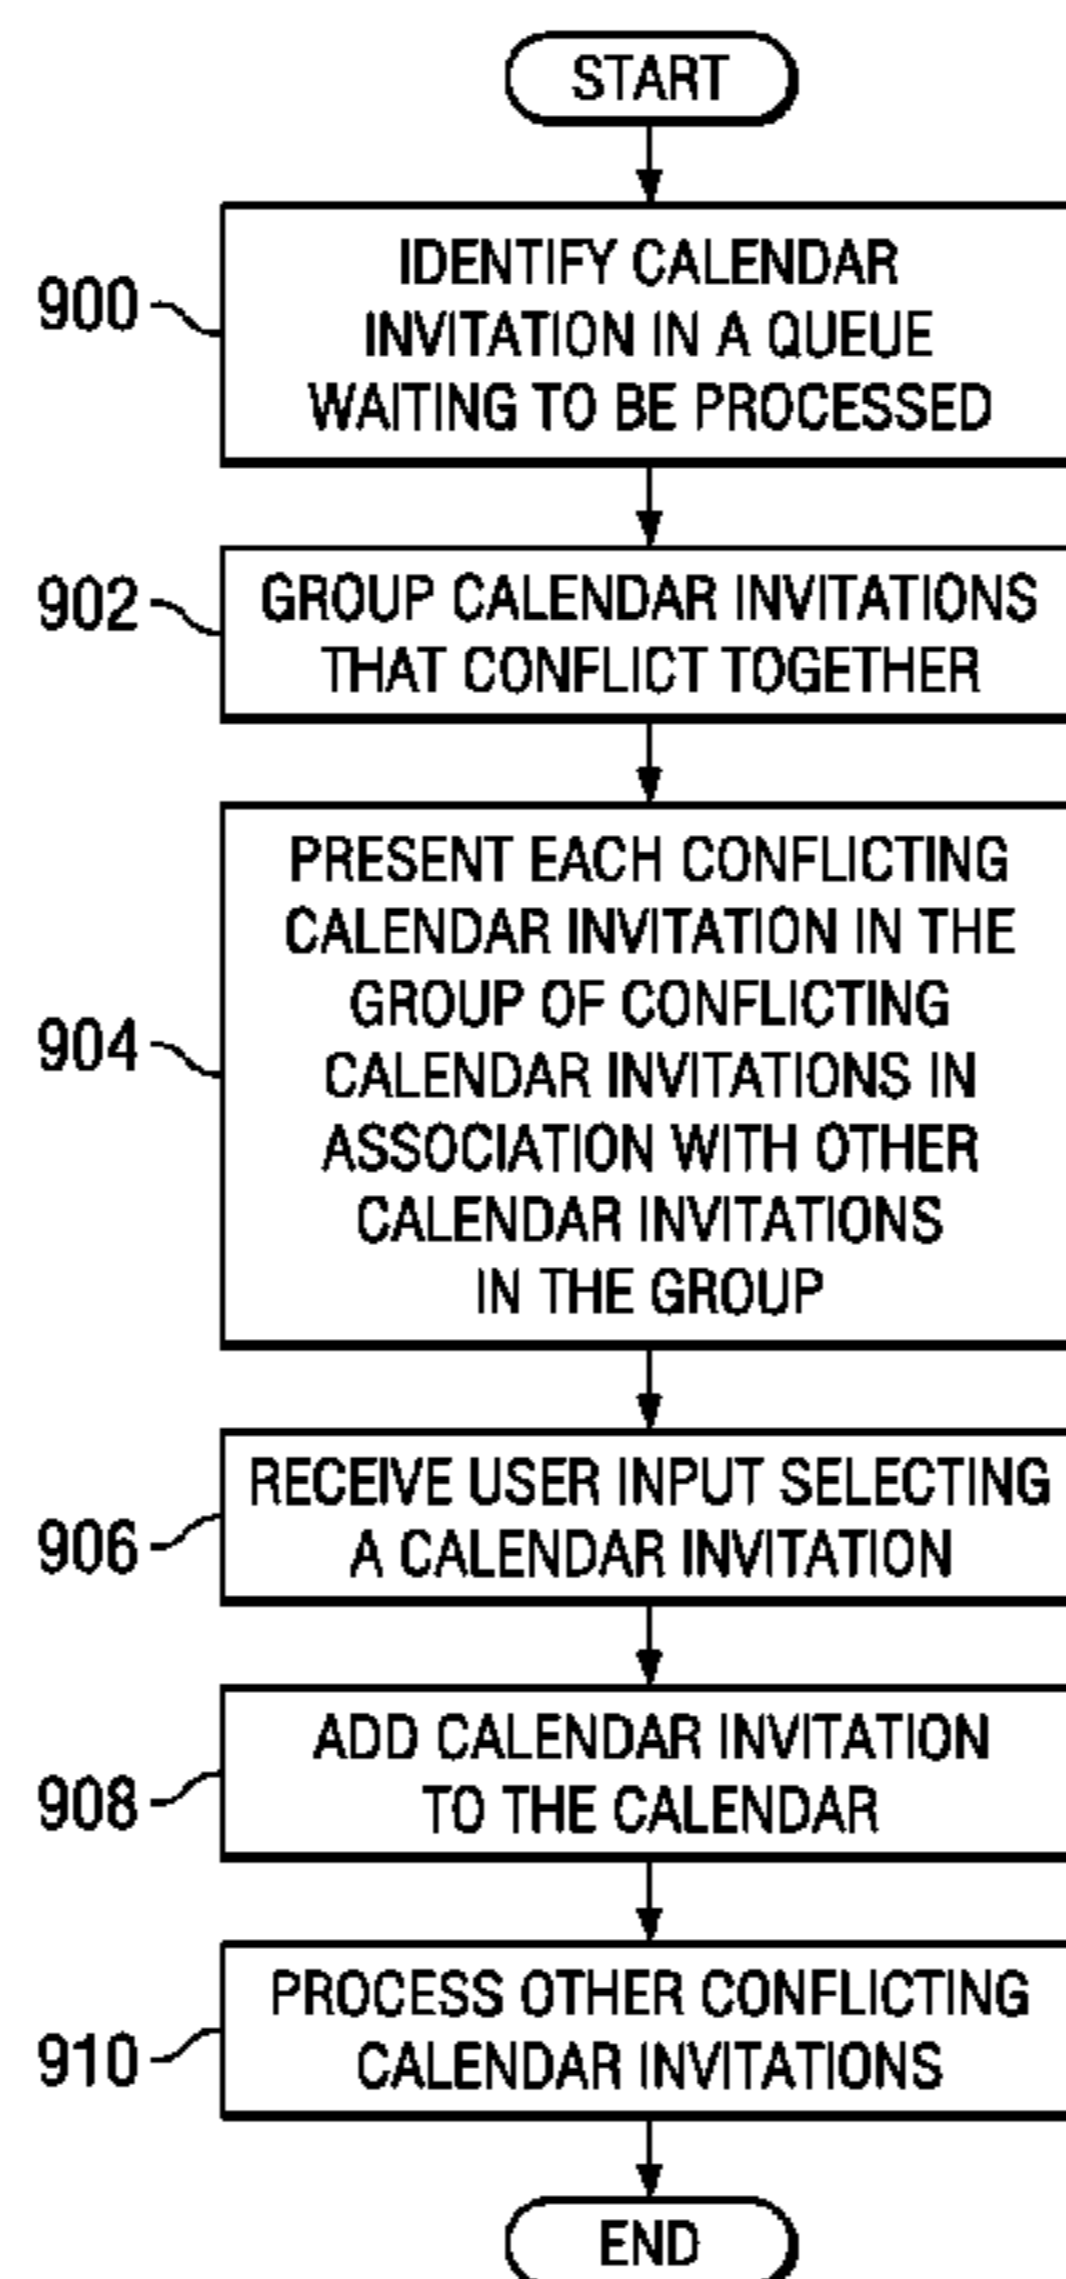 START
900
IDENTIFY CALENDAR
INVITATION IN A QUEUE
WAITING TO BE PROCESSED
902
GROUP CALENDAR INVITATIONS
THAT CONFLICT TOGETHER
904
PRESENT EACH CONFLICTING
CALENDAR INVITATION IN THE
GROUP OF CONFLICTING
CALENDAR INVITATIONS IN
ASSOCIATION WITH OTHER
CALENDAR INVITATIONS
IN THE GROUP
906
RECEIVE USER INPUT SELECTING
A CALENDAR INVITATION
908
ADD CALENDAR INVITATION
TO THE CALENDAR
910
PROCESS OTHER CONFLICTING
CALENDAR INVITATIONS
END